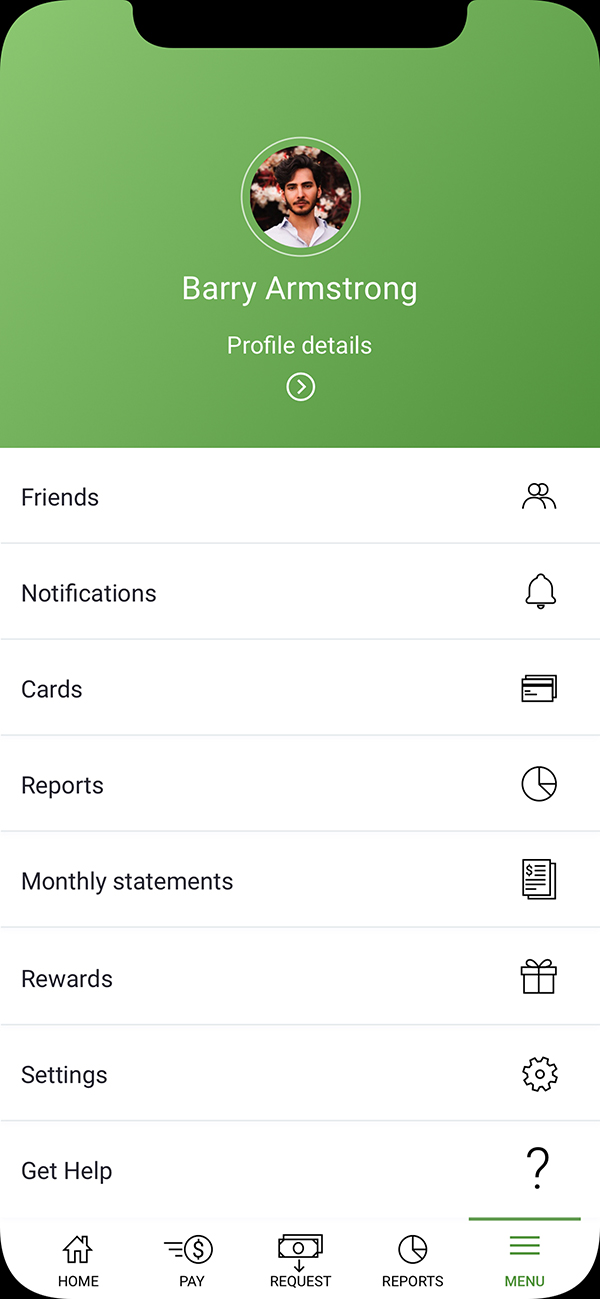 Barry Armstrong
Profile details
Friends
Notifications
Cards
Reports
Monthly statements
Rewards
Settings
Get Help
HOME PAY REQUEST REPORTS MENU